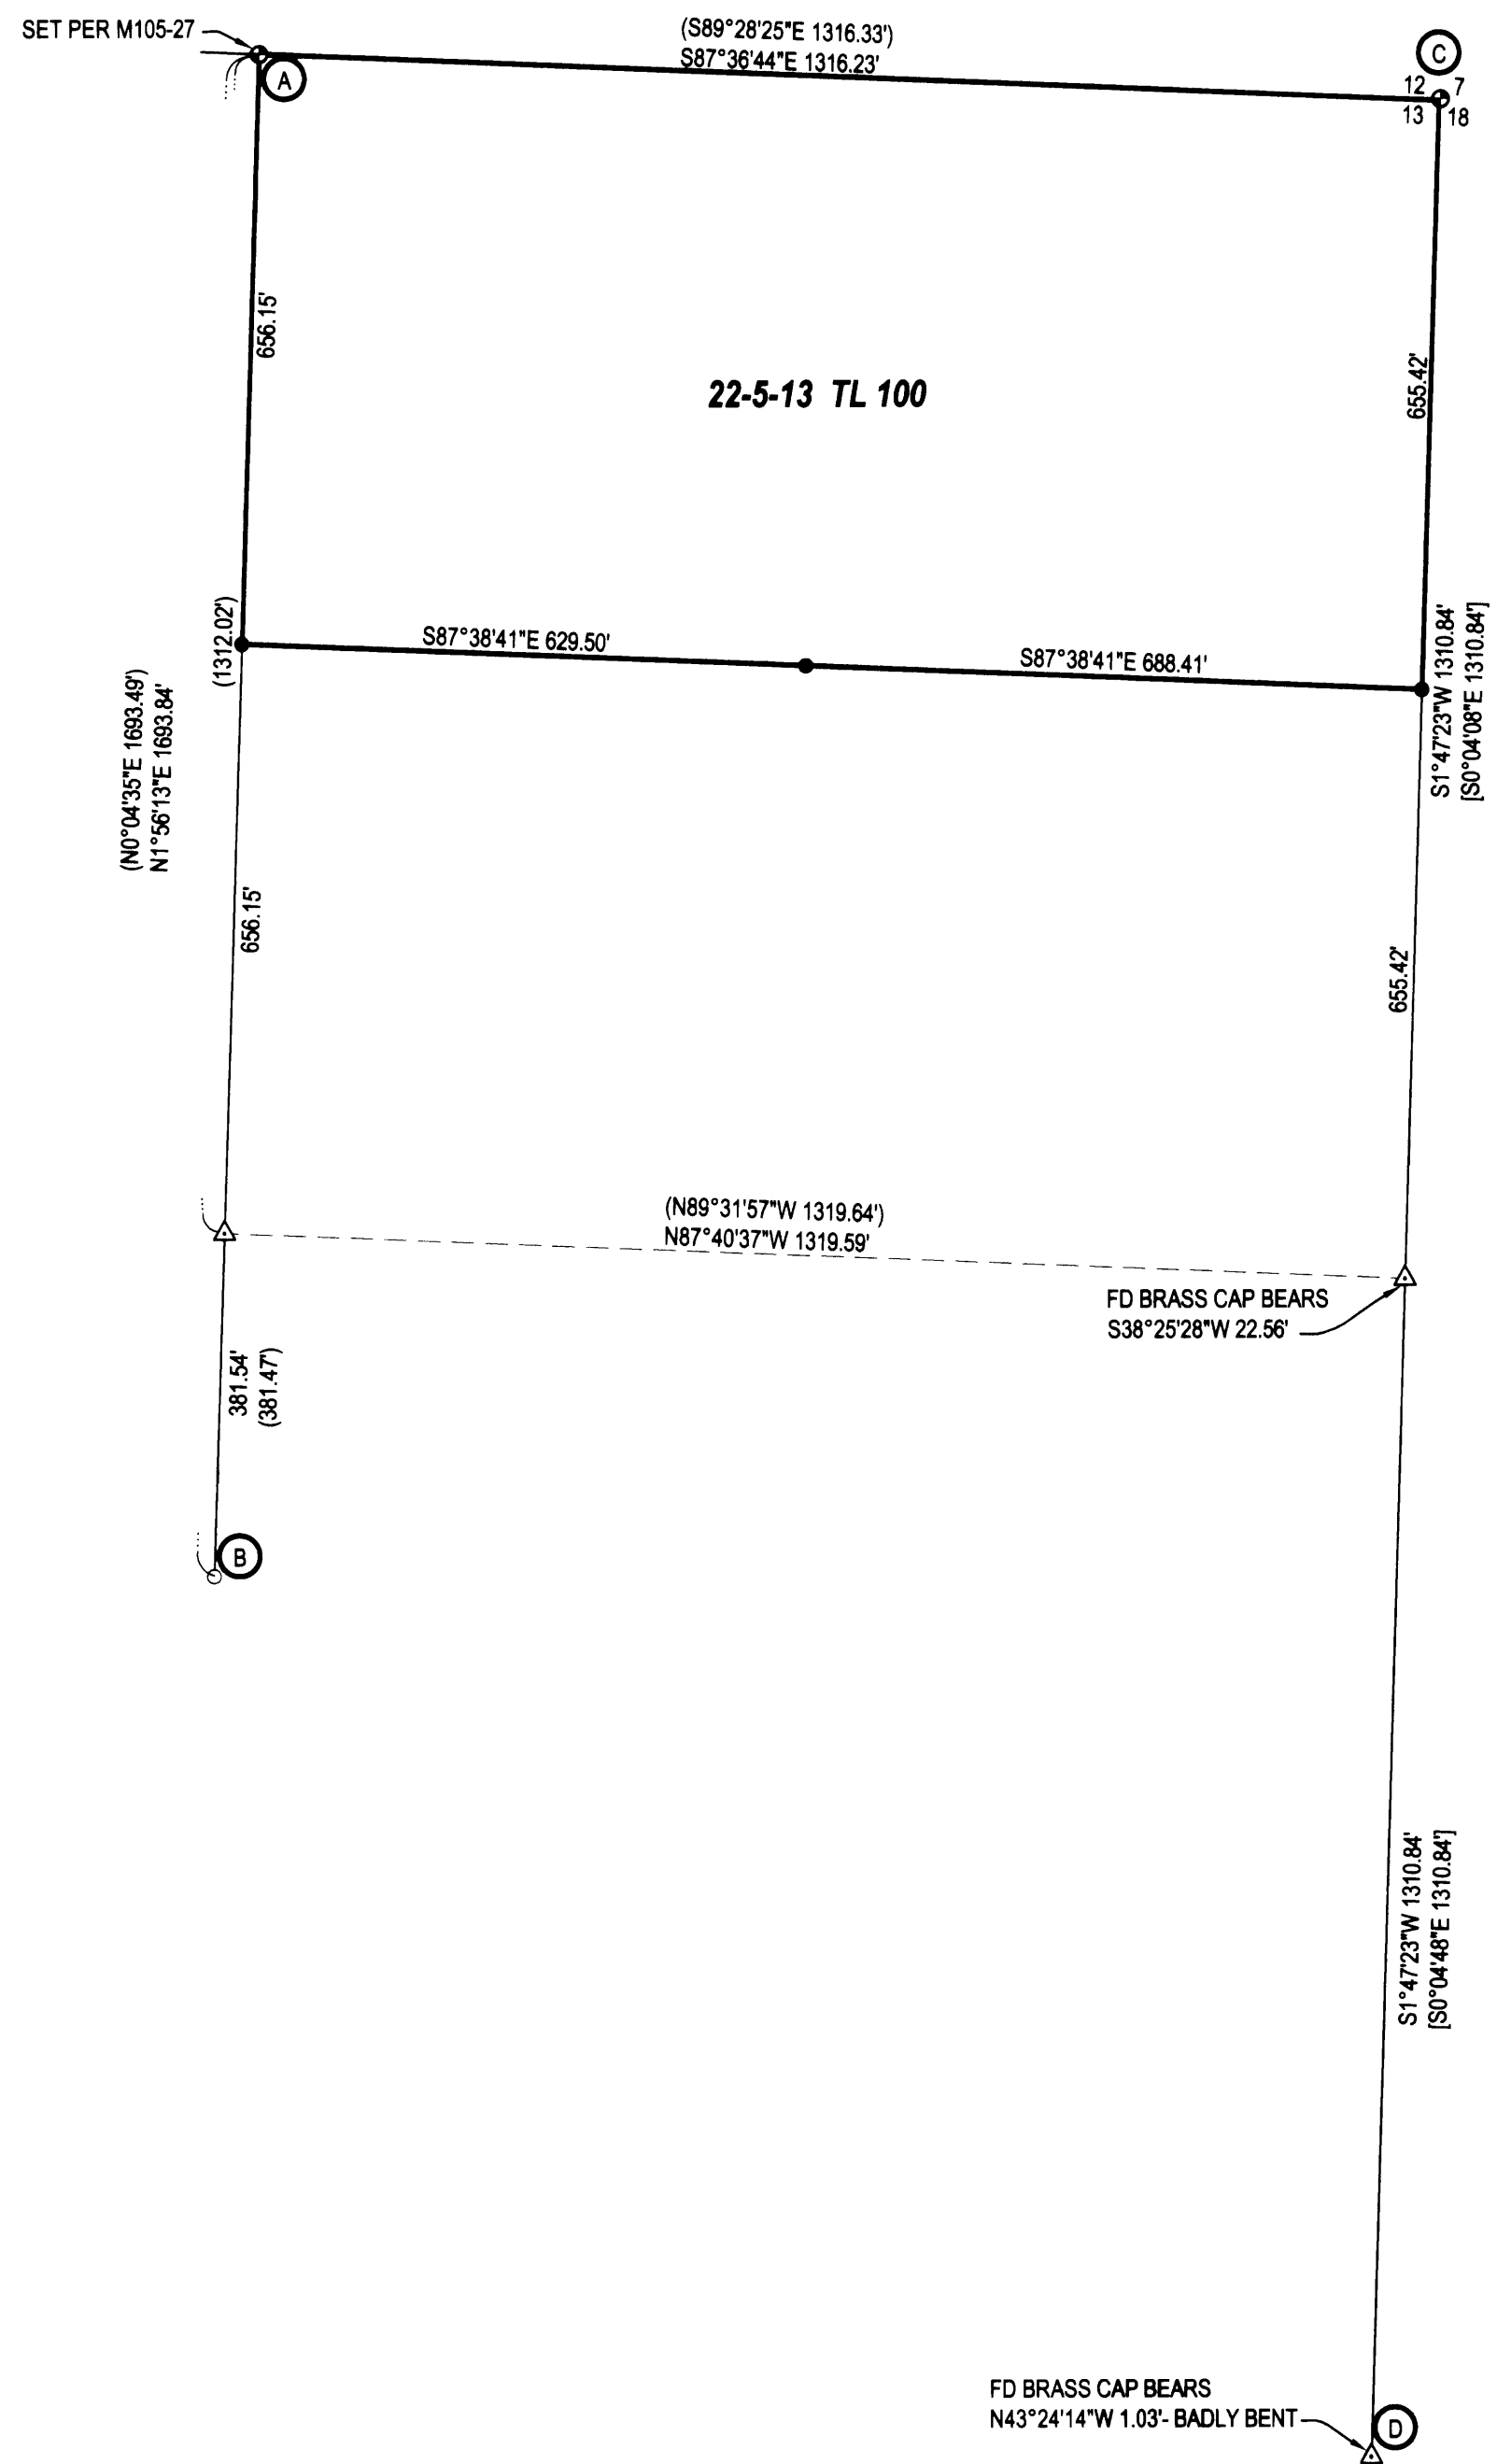 SET PER M105-27
(S89°28'25"E 1316.33')
S87°36'44"E 1316.23'
C
A
12 7
13 18
656.15'
655.42'
22-5-13 TL 100
(1312.02')
S87°38'41"E 629.50'
S87°38'41"E 688.41'
S1°47'23"W 1310.84'
[S0°04'08"E 1310.84']
(N0°04'35"E 1693.49')
N1°56'13"E 1693.84'
656.15'
655.42'
(N89°31'57"W 1319.64')
N87°40'37"W 1319.59'
FD BRASS CAP BEARS
S38°25'28"W 22.56'
381.54'
(381.47')
B
S1°47'23"W 1310.84'
[S0°04'48"E 1310.84']
FD BRASS CAP BEARS
N43°24'14"W 1.03'- BADLY BENT
D